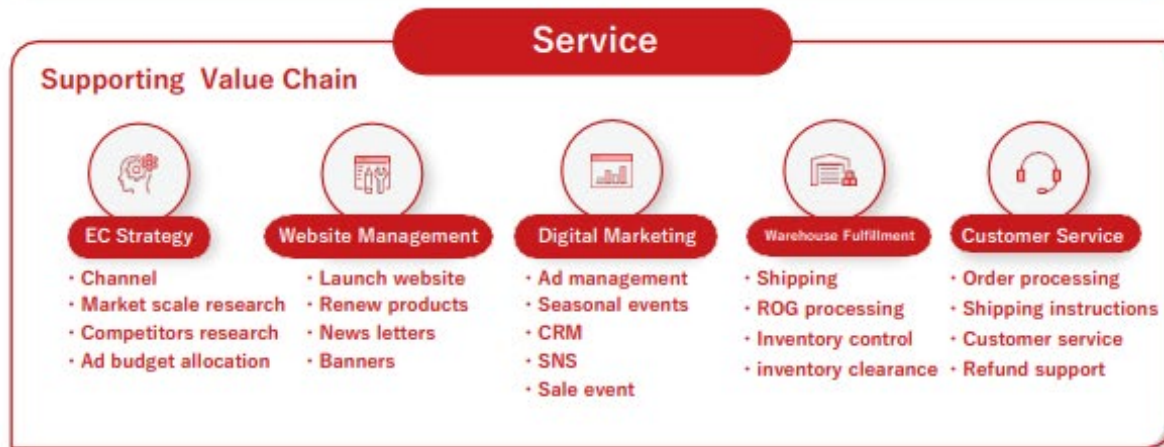 Service
Supporting Value Chain
EC Strategy
· Channel
· Market scale research
· Competitors research
· Ad budget allocation
Website Management
· Launch website
· Renew products
· News letters
· Banners
Digital Marketing
· Ad management
· Seasonal events
· CRM
· SNS
· Sale event
Warehouse Fulfillment
· Shipping
· ROG processing
· Inventory control
· inventory clearance
Customer Service
· Order processing
· Shipping instructions
· Customer service
· Refund support